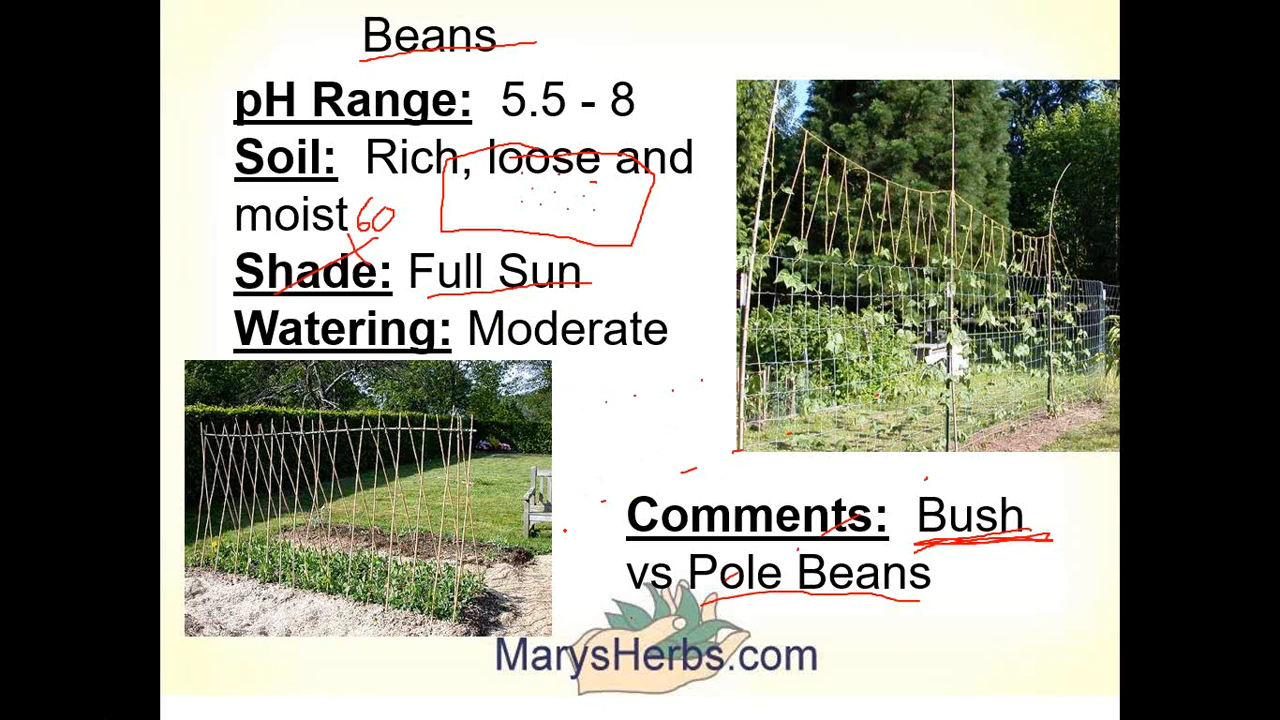 Beans
pH Range: 5.5 - 8
Soil: Rich, loose and
moist 60
Shade: Full Sun
Watering: Moderate
Comments: Bush
vs Pole Beans
MarysHerbs.com